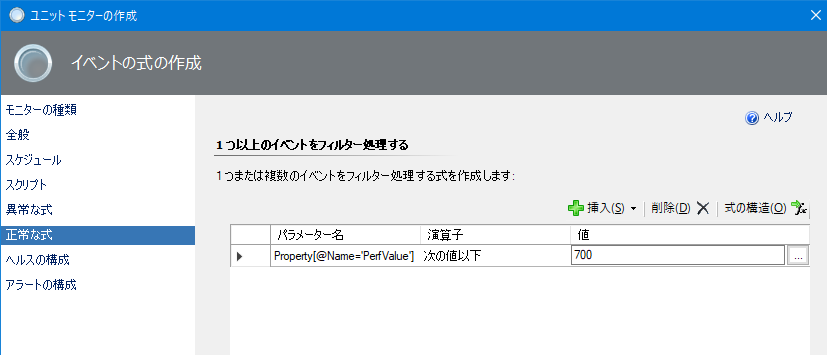 ユニット モニターの作成
イベントの式の作成
モニターの種類
全般
スケジュール
スクリプト
異常な式
正常な式
ヘルスの構成
アラートの構成
ヘルプ
1 つ以上のイベントをフィルター処理する
1 つまたは複数のイベントをフィルター処理する式を作成します:
挿入(S) 削除(D) 式の構造(O)
パラメーター名 演算子 値
Property[@Name='PerfValue'] 次の値以下 700 ...